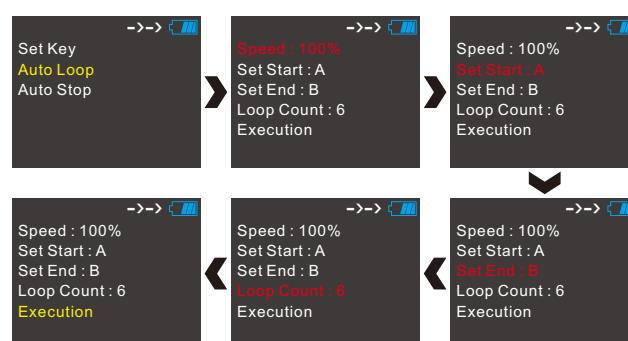 ->->
Set Key
Auto Loop
Auto Stop
->->
Speed : 100%
Set Start : A
Set End : B
Loop Count : 6
Execution
->->
Speed : 100%
Set Start : A
Set End : B
Loop Count : 6
Execution
->->
Speed : 100%
Set Start : A
Set End : B
Loop Count : 6
Execution
->->
Speed : 100%
Set Start : A
Set End : B
Loop Count : 6
Execution
->->
Speed : 100%
Set Start : A
Set End : B
Loop Count : 6
Execution